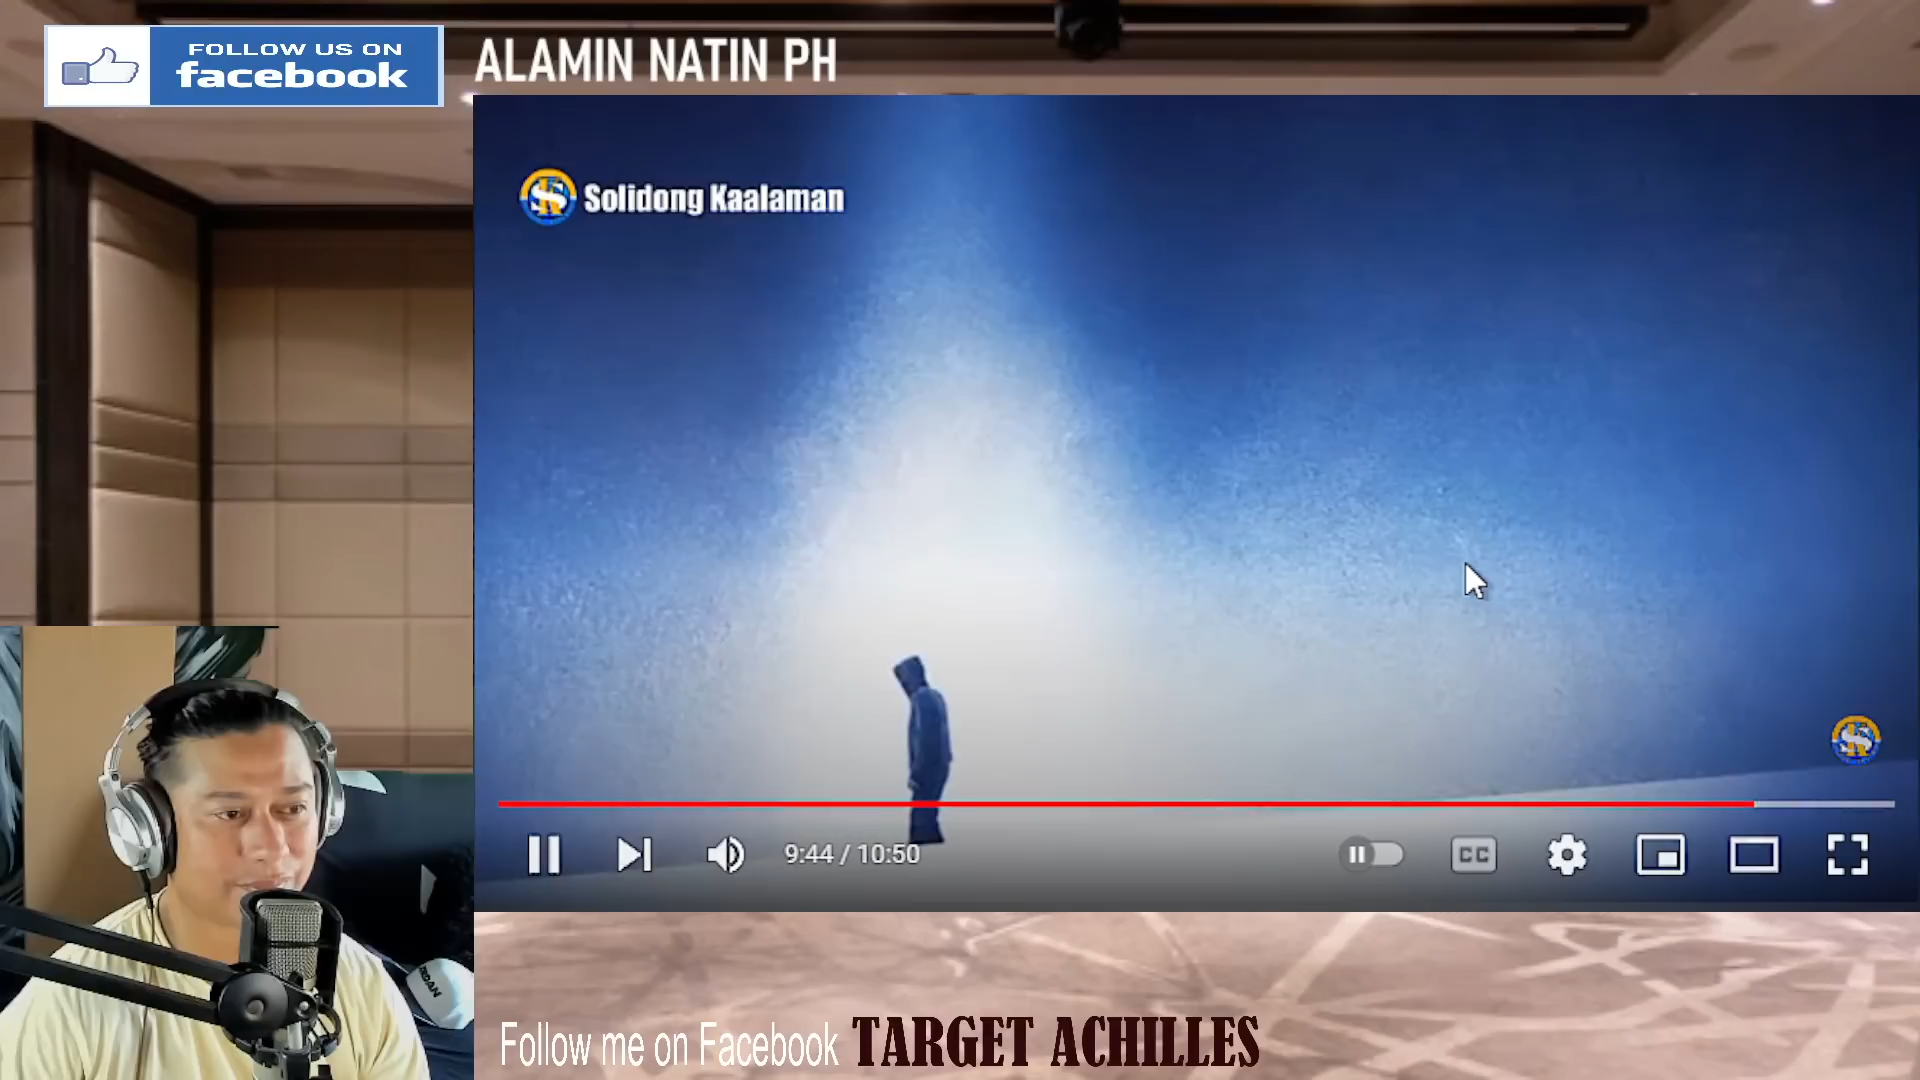 FOLLOW US ON
facebook
ALAMIN NATIN PH
Solidong Kaalaman
9:44 / 10:50
CC
Follow me on Facebook TARGET ACHILLES